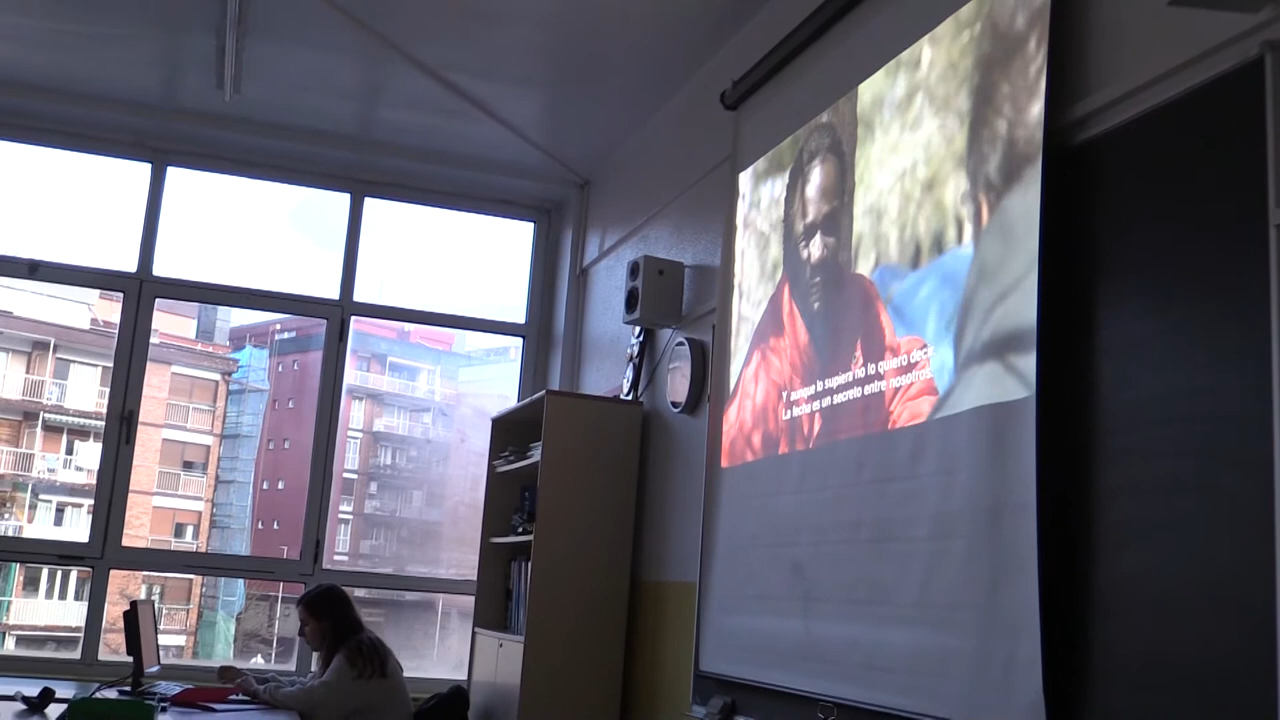 Y aunque lo supiera no lo quiero decir.
La fecha es un secreto entre nosotros.